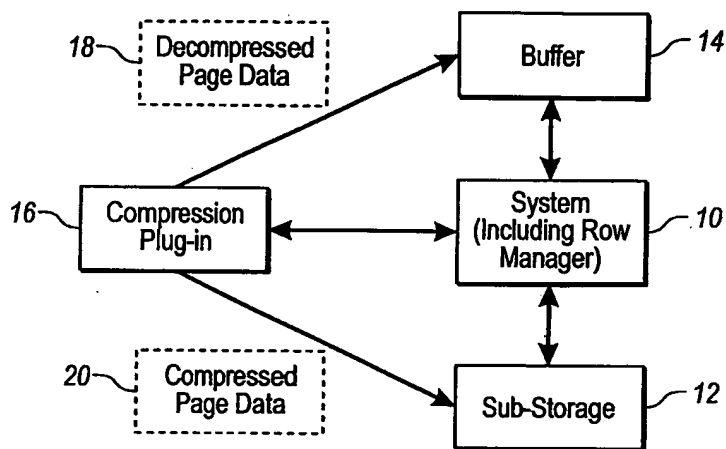 18
Decompressed
Page Data
Buffer
14
16
Compression
Plug-in
System
(Including Row
Manager)
10
20
Compressed
Page Data
Sub-Storage
12